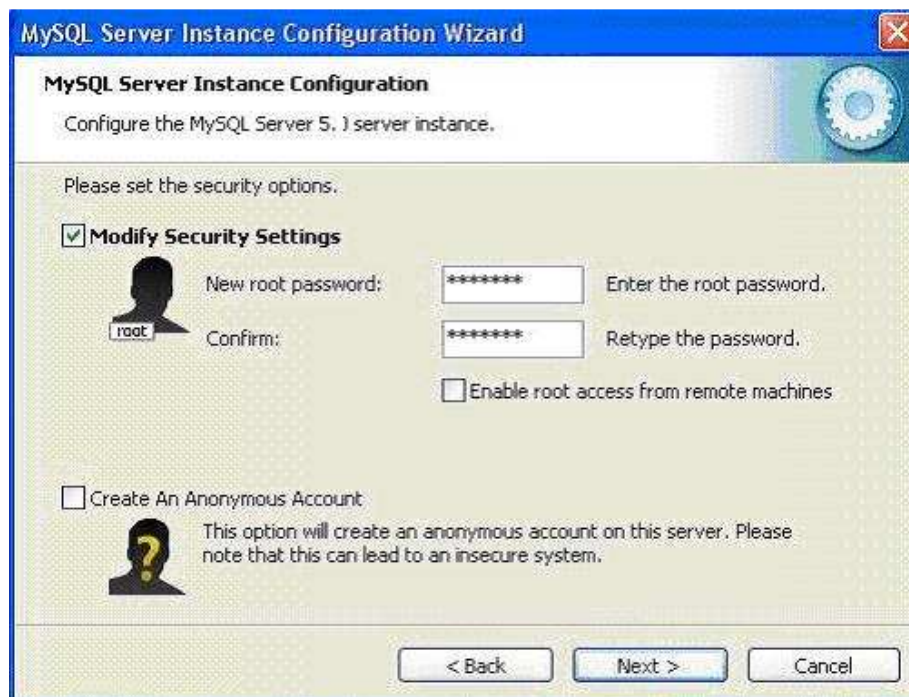 MySQL Server Instance Configuration Wizard
MySQL Server Instance Configuration
Configure the MySQL Server 5. ) server instance.
Please set the security options.
Modify Security Settings
New root password: ******* Enter the root password.
root
Confirm: ******* Retype the password.
Enable root access from remote machines
Create An Anonymous Account
This option will create an anonymous account on this server. Please
note that this can lead to an insecure system.
?
< Back Next > Cancel